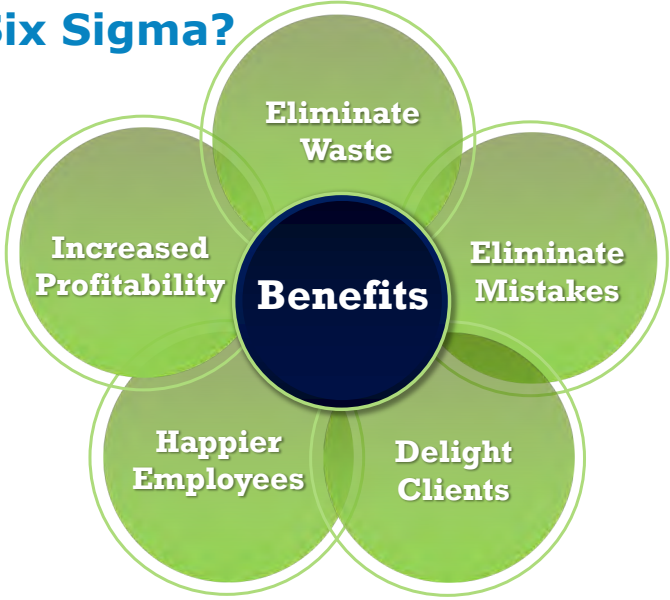 Six Sigma?
Eliminate
Waste
Increased
Profitability
Benefits
Eliminate
Mistakes
Happier
Employees
Delight
Clients